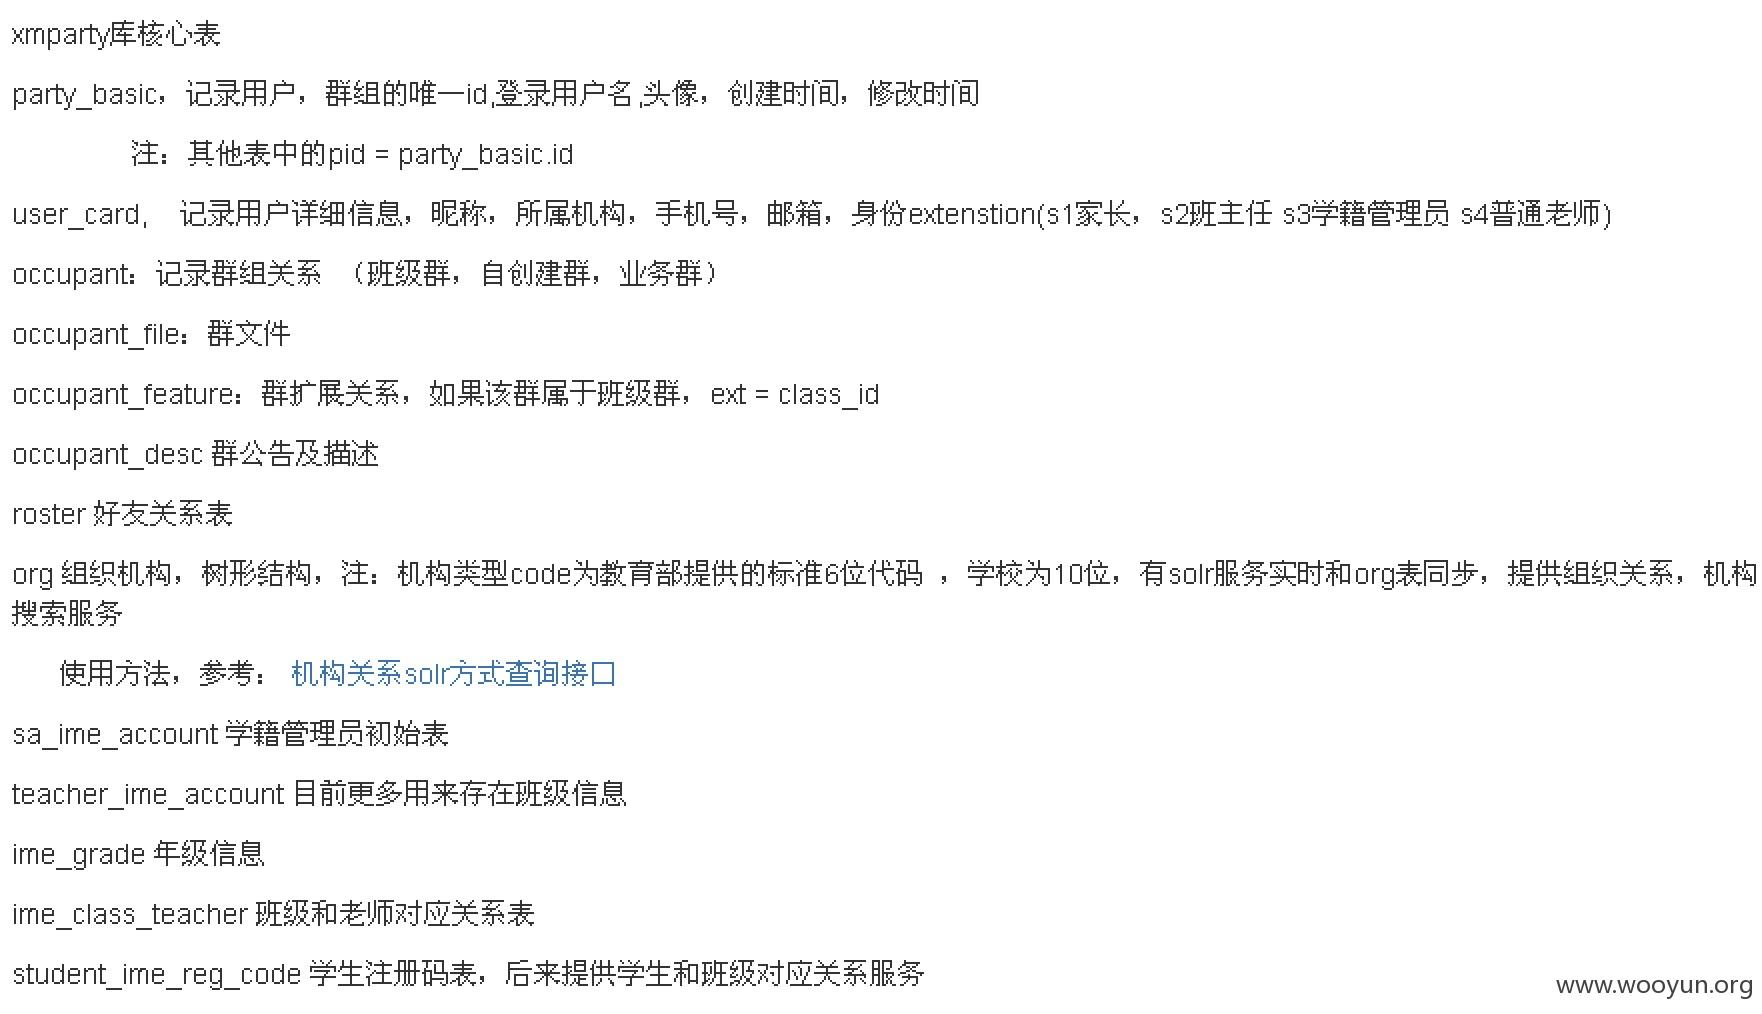 xmparty库核心表
party_basic，记录用户，群组的唯一id,登录用户名,头像，创建时间，修改时间
注：其他表中的pid = party_basic.id
user_card, 记录用户详细信息，昵称，所属机构，手机号，邮箱，身份extenstion(s1家长，s2班主任 s3学籍管理员 s4普通老师)
occupant：记录群组关系 （班级群，自创建群，业务群）
occupant_file：群文件
occupant_feature：群扩展关系，如果该群属于班级群，ext = class_id
occupant_desc 群公告及描述
roster 好友关系表
org 组织机构，树形结构，注：机构类型code为教育部提供的标准6位代码 ，学校为10位，有solr服务实时和org表同步，提供组织关系，机构
搜索服务
使用方法，参考： 机构关系solr方式查询接口
sa_ime_account 学籍管理员初始表
teacher_ime_account 目前更多用来存在班级信息
ime_grade 年级信息
ime_class_teacher 班级和老师对应关系表
student_ime_reg_code 学生注册码表，后来提供学生和班级对应关系服务
www.wooyun.org